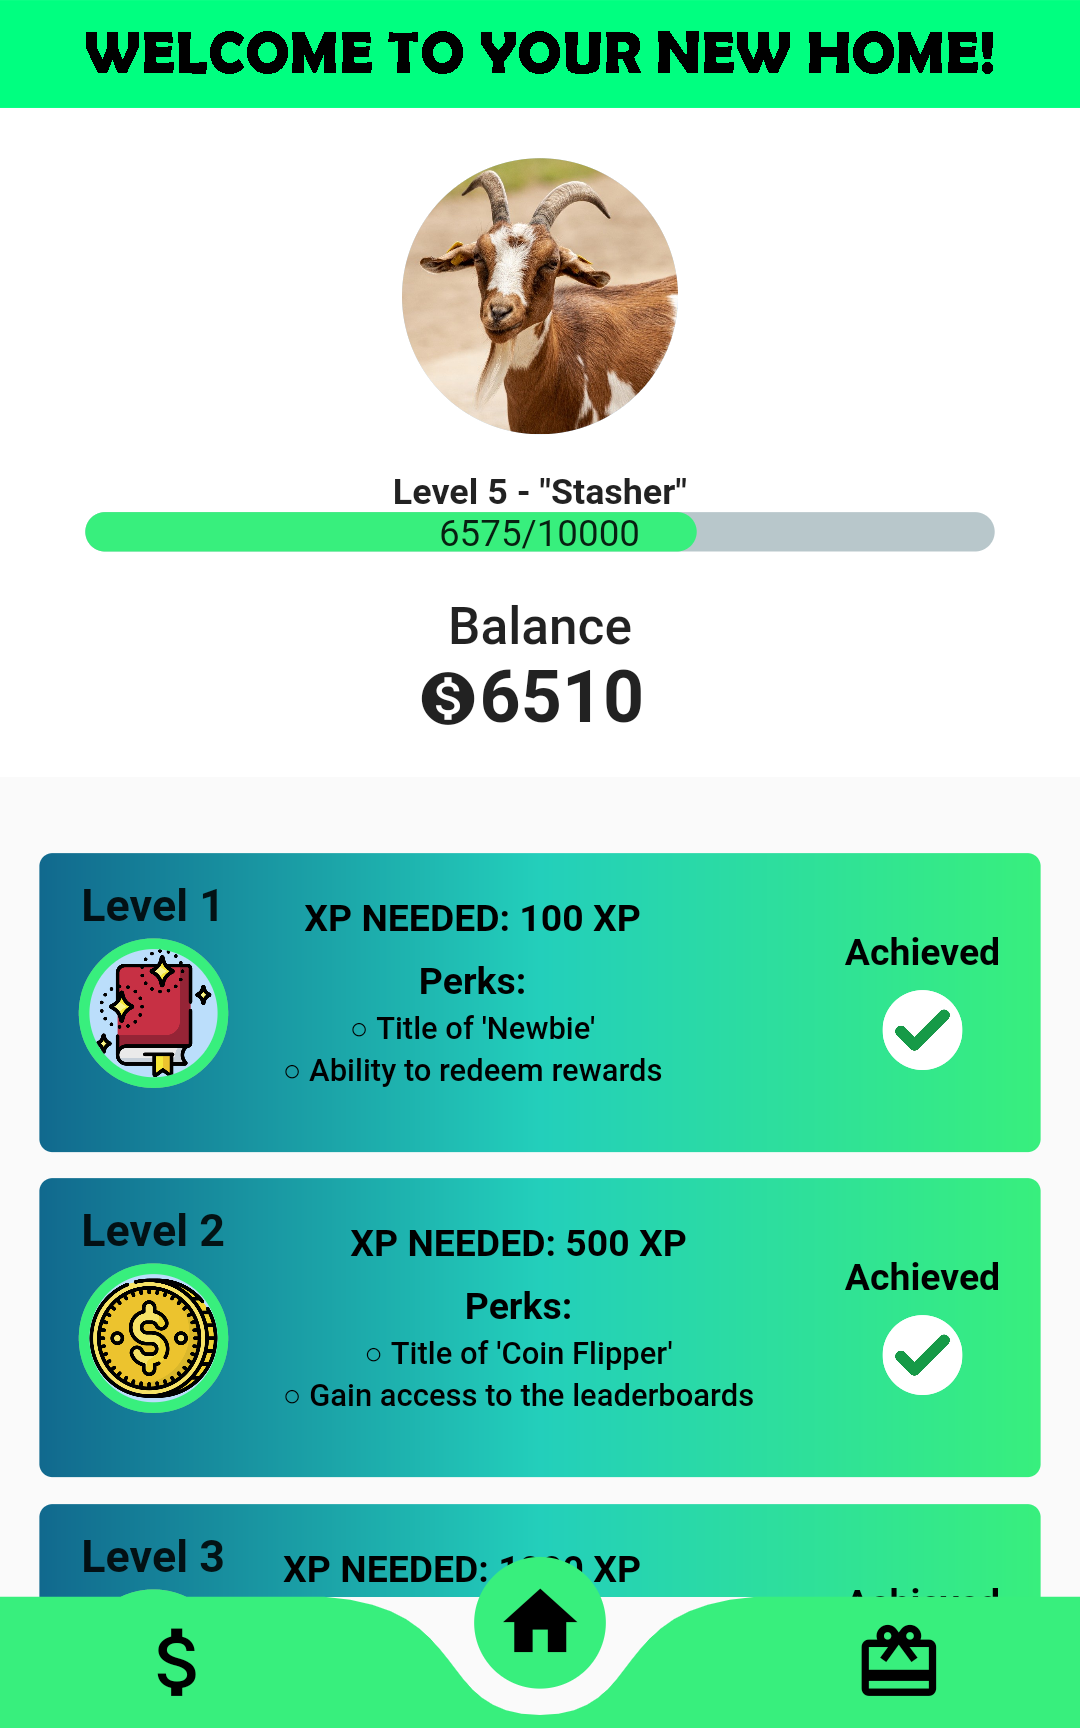 WELCOME TO YOUR NEW HOME!
Level 5 - "Stasher"
6575/10000
Balance
$6510
Level 1
XP NEEDED: 100 XP
Perks:
○ Title of 'Newbie'
○ Ability to redeem rewards
Achieved
Level 2
XP NEEDED: 500 XP
Perks:
○ Title of 'Coin Flipper'
○ Gain access to the leaderboards
Achieved
Level 3
XP NEEDED: XP
Achieved